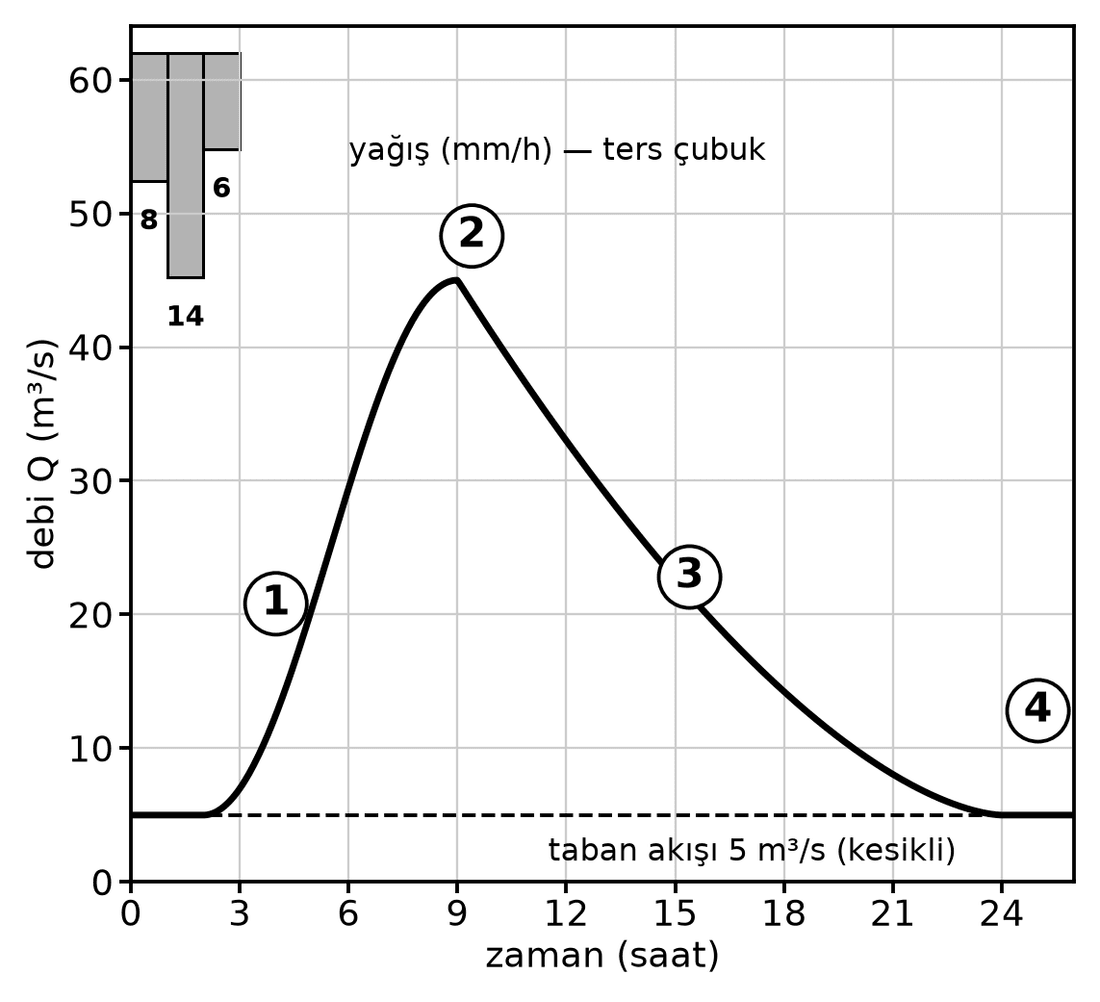 60
50
40
30
20
10
0
debi Q (m³/s)
8
14
6
yağış (mm/h) — ters çubuk
2
1
3
4
taban akışı 5 m³/s (kesikli)
0 3 6 9 12 15 18 21 24
zaman (saat)